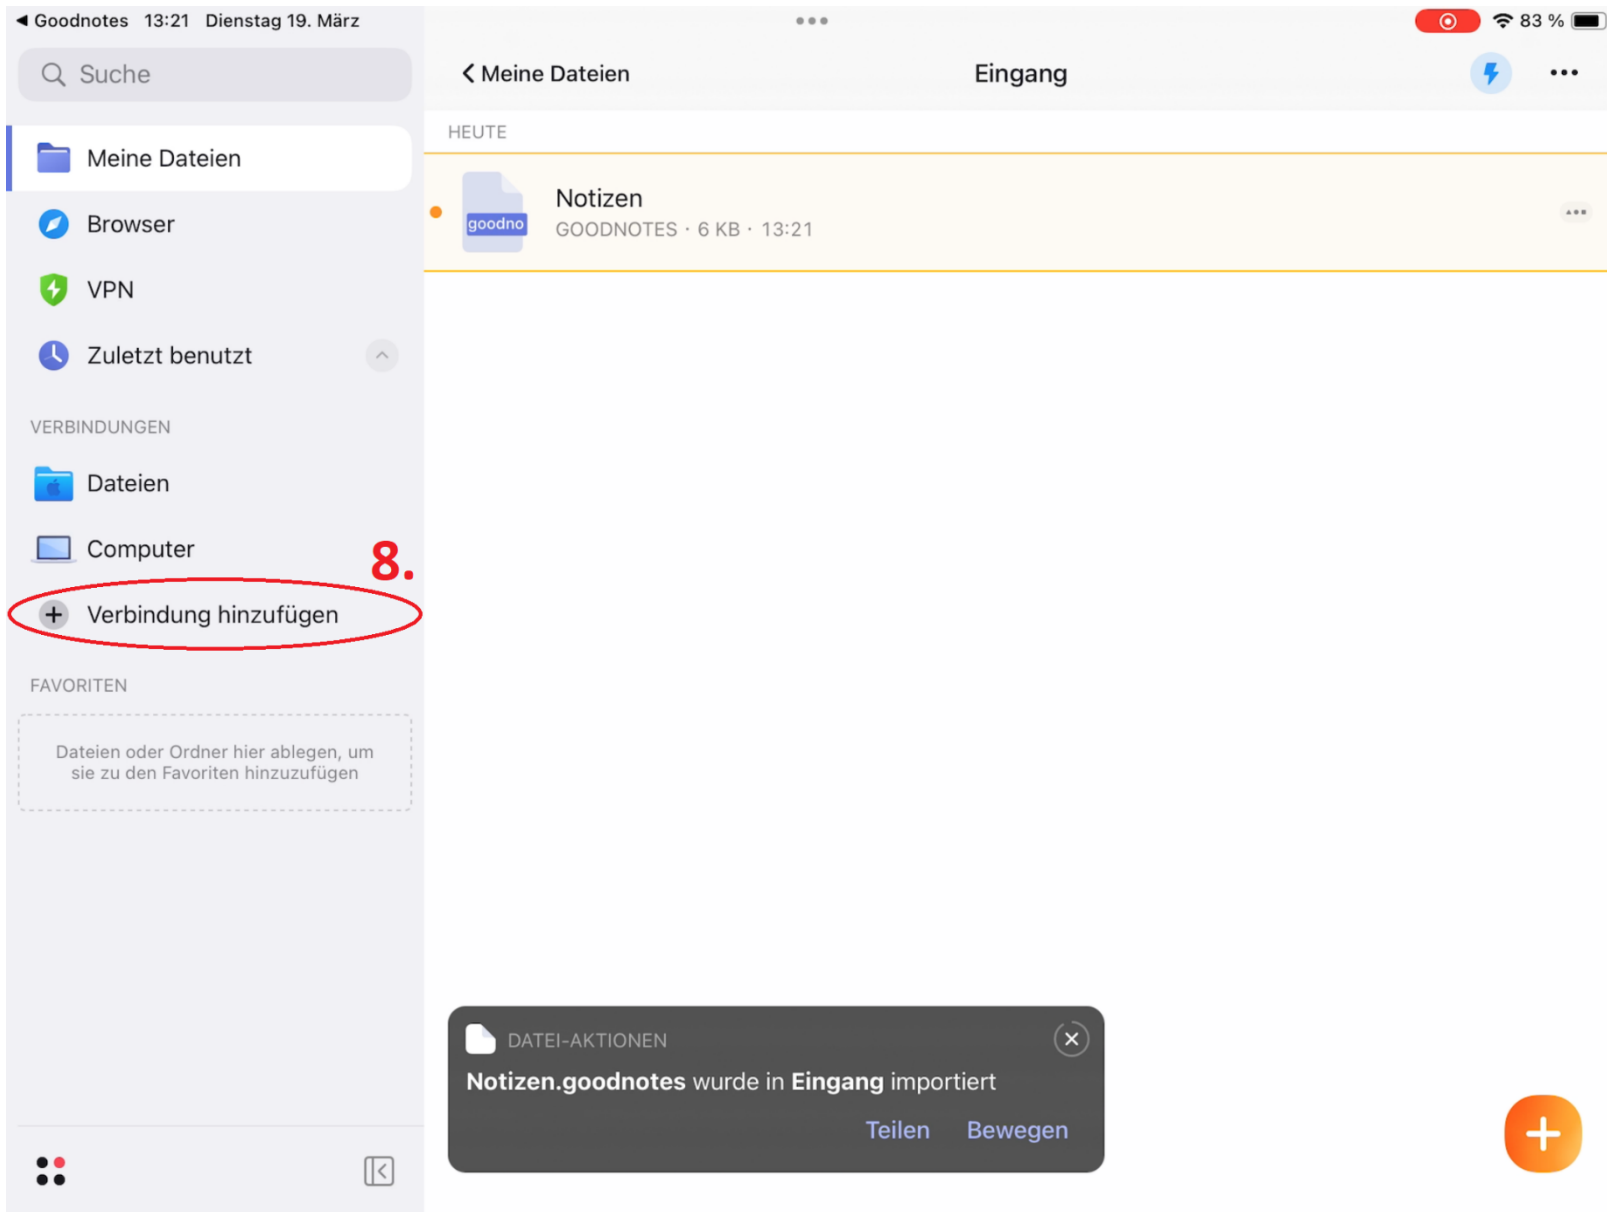 ◀ Goodnotes 13:21 Dienstag 19. März
83 %
Suche
Meine Dateien
Eingang
Meine Dateien
Browser
VPN
Zuletzt benutzt
VERBINDUNGEN
Dateien
Computer
8.
Verbindung hinzufügen
FAVORITEN
Dateien oder Ordner hier ablegen, um
sie zu den Favoriten hinzuzufügen
HEUTE
goodno
Notizen
GOODNOTES · 6 KB · 13:21
DATEI-AKTIONEN
Notizen.goodnotes wurde in Eingang importiert
Teilen Bewegen